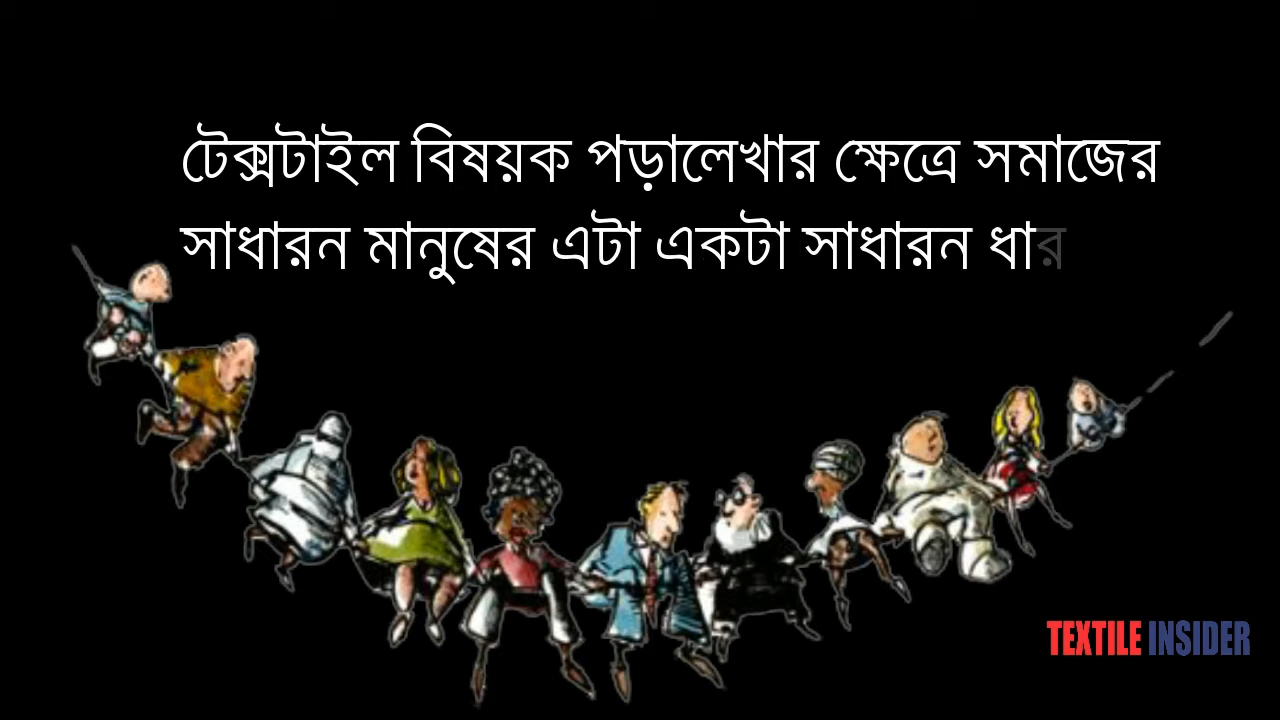 টেক্সটাইল বিষয়ক পড়ালেখার ক্ষেত্রে সমাজের
সাধারন মানুষের এটা একটা সাধারন ধার
TEXTILE INSIDER